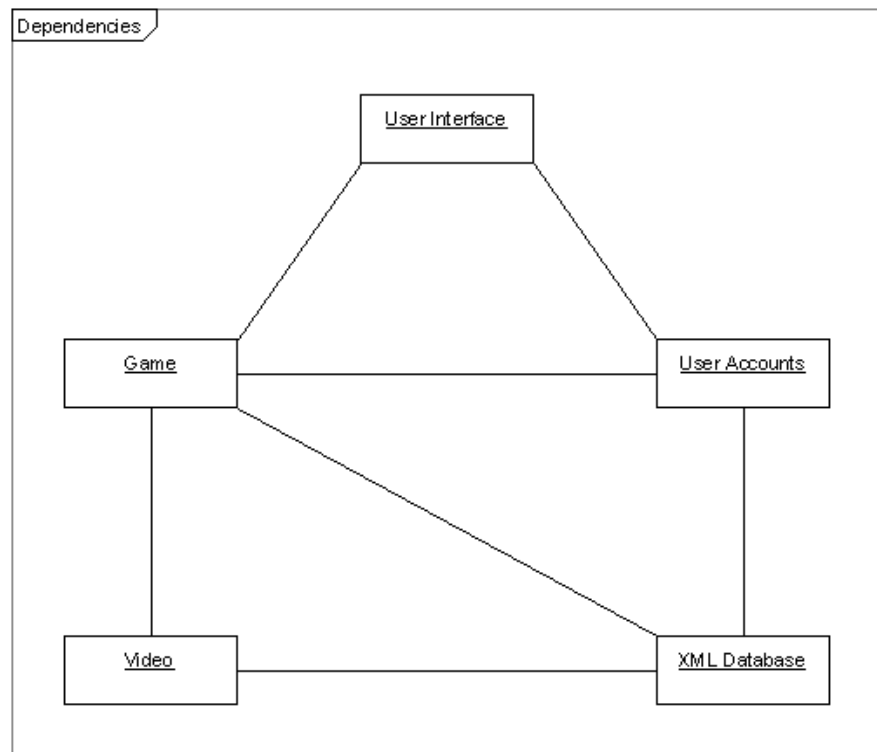 Dependencies
User Interface
Game
User Accounts
Video
XML Database